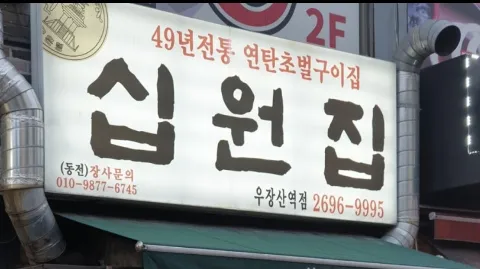 2F
49년전통 연탄초벌구이집
십원집
(동전)장사문의
010-9877-6745
우장산역점 2696-9995